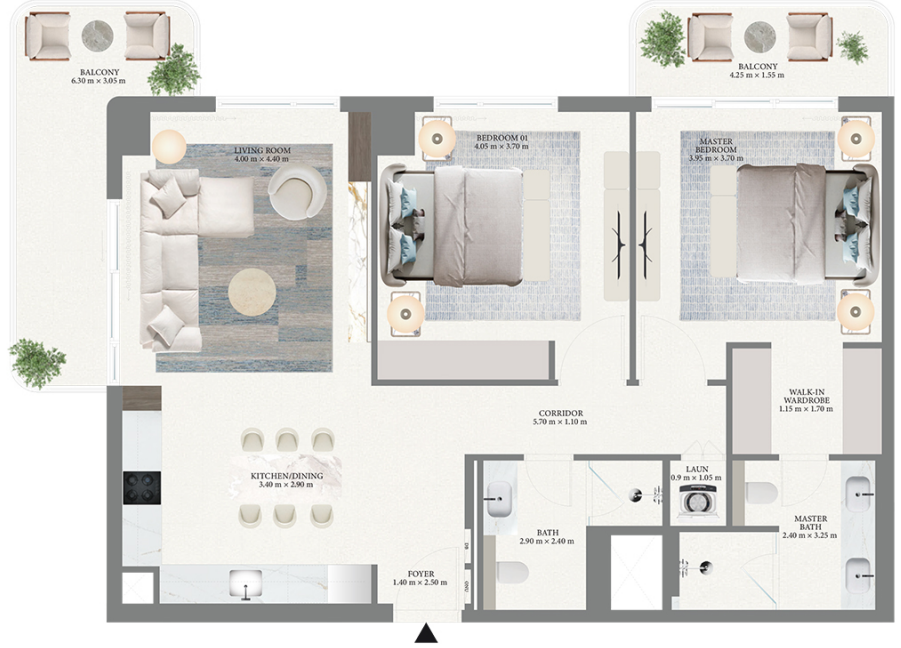 BALCONY
6.30 m × 3.05 m
BALCONY
4.25 m × 1.55 m
LIVING ROOM
4.00 m × 4.40 m
BEDROOM 01
4.05 m × 3.70 m
MASTER
BEDROOM
3.95 m × 3.70 m
WALK-IN
WARDROBE
1.15 m × 1.70 m
CORRIDOR
5.70 m × 1.10 m
KITCHEN/DINING
3.40 m × 2.90 m
LAUN
0.9 m × 1.05 m
BATH
2.90 m × 2.40 m
MASTER
BATH
2.40 m × 3.25 m
FOYER
1.40 m × 2.50 m
DB